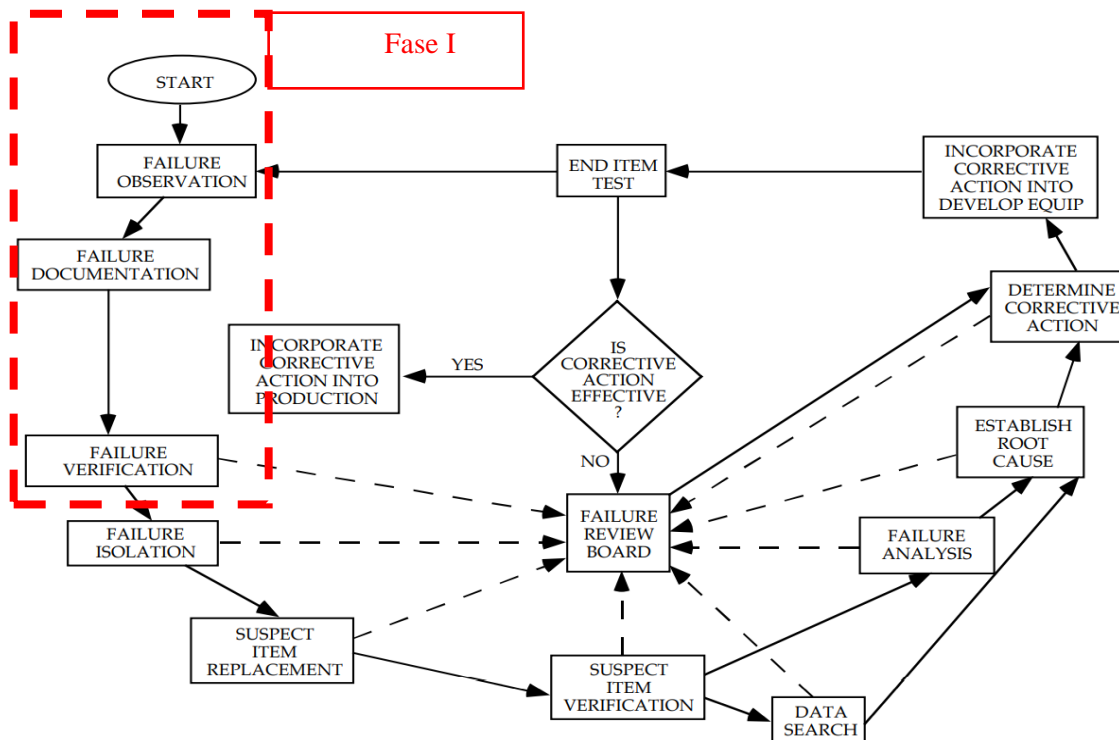 Fase I
START
FAILURE
OBSERVATION
END ITEM
TEST
INCORPORATE
CORRECTIVE
ACTION INTO
DEVELOP EQUIP
FAILURE
DOCUMENTATION
DETERMINE
CORRECTIVE
ACTION
INCORPORATE
CORRECTIVE
ACTION INTO
PRODUCTION
YES
IS
CORRECTIVE
ACTION
EFFECTIVE
?
ESTABLISH
ROOT
CAUSE
FAILURE
VERIFICATION
NO
FAILURE
REVIEW
BOARD
FAILURE
ISOLATION
FAILURE
ANALYSIS
SUSPECT
ITEM
REPLACEMENT
SUSPECT
ITEM
VERIFICATION
DATA
SEARCH